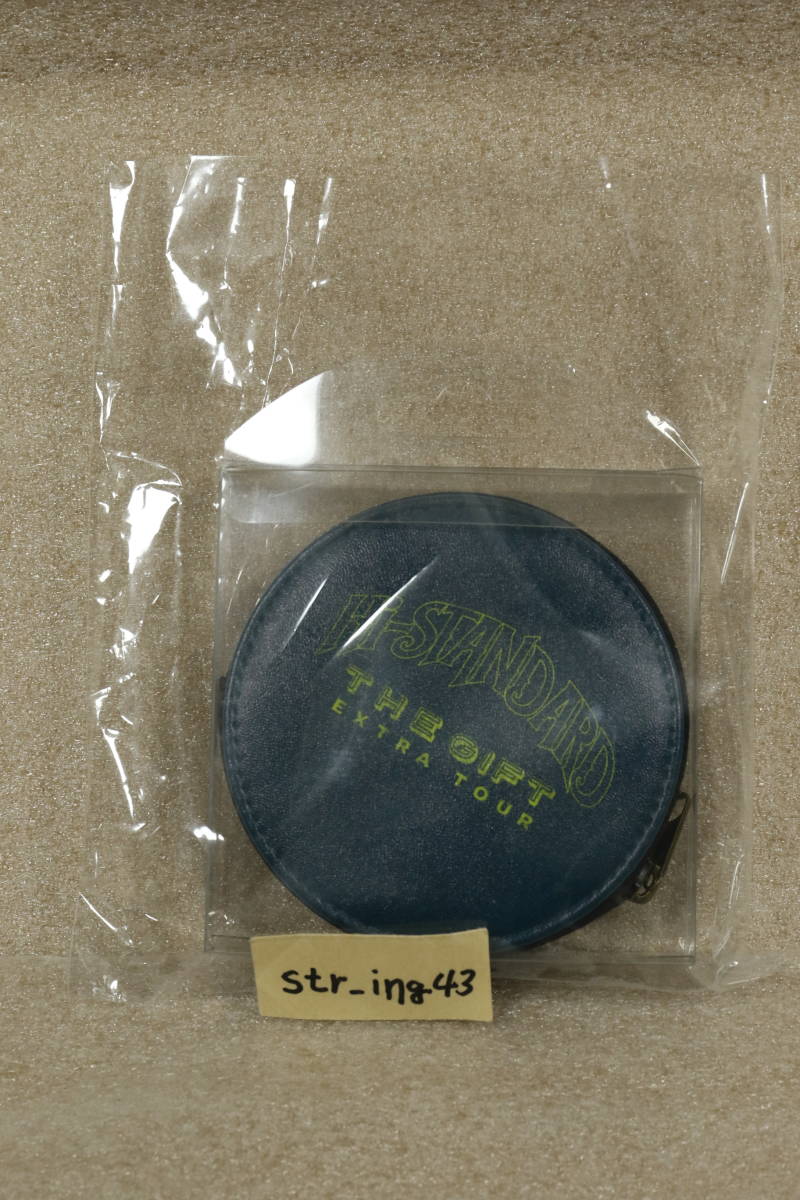 Hi-STANDARD
THE GIFT
EXTRA TOUR
str_ing43